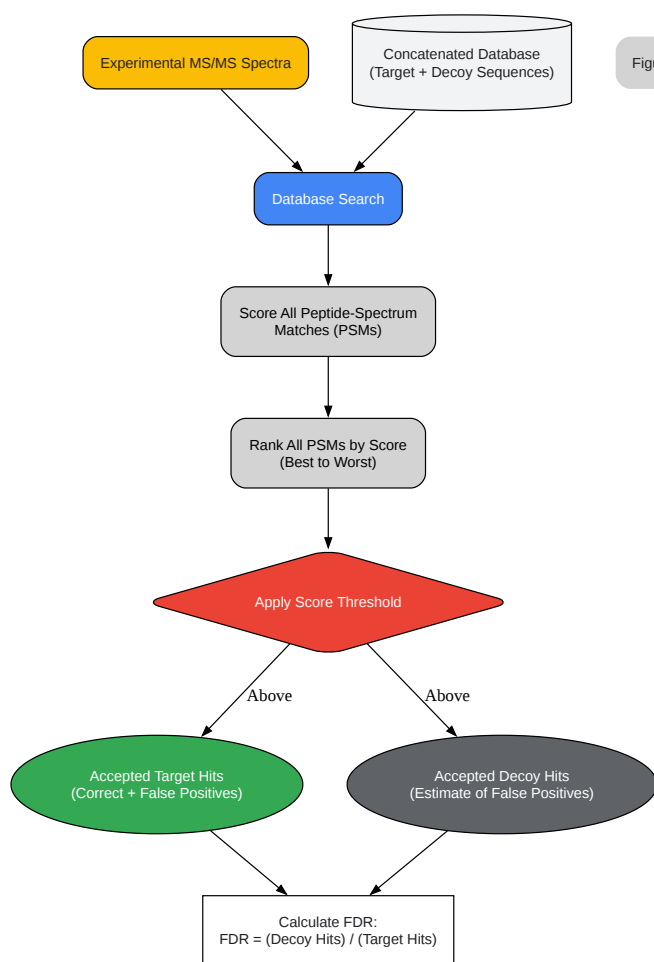 Experimental MS/MS Spectra
Concatenated Database
(Target + Decoy Sequences)
Database Search
Score All Peptide-Spectrum
Matches (PSMs)
Rank All PSMs by Score
(Best to Worst)
Apply Score Threshold
Above
Above
Accepted Target Hits
(Correct + False Positives)
Accepted Decoy Hits
(Estimate of False Positives)
Calculate FDR:
FDR = (Decoy Hits) / (Target Hits)